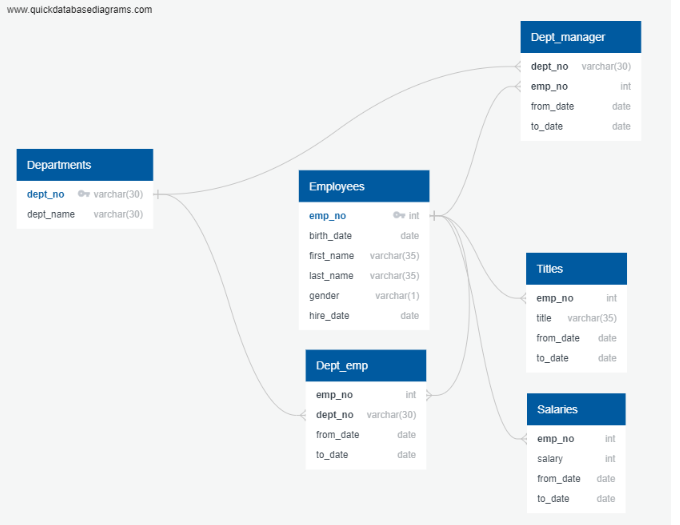 www.quickdatabasediagrams.com
Dept_manager
dept_no varchar(30)
emp_no int
from_date date
to_date date
Departments
dept_no varchar(30)
dept_name varchar(30)
Employees
emp_no int
birth_date date
first_name varchar(35)
last_name varchar(35)
gender varchar(1)
hire_date date
Titles
emp_no int
title varchar(35)
from_date date
to_date date
Dept_emp
emp_no int
dept_no varchar(30)
from_date date
to_date date
Salaries
emp_no int
salary int
from_date date
to_date date